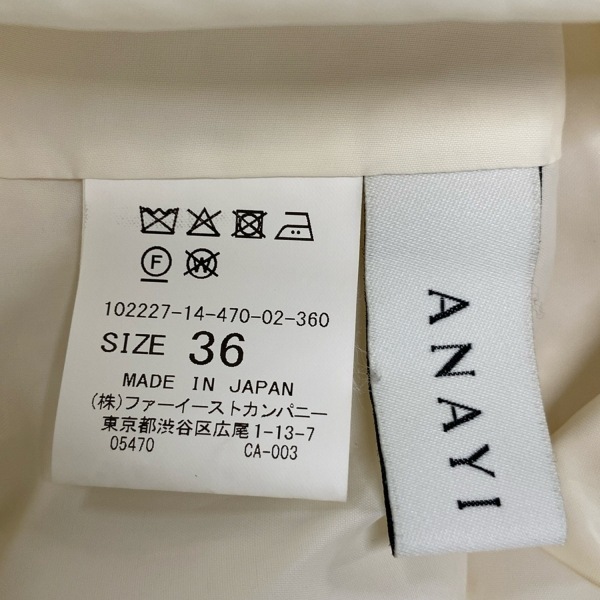 F W
102227-14-470-02-360
SIZE 36
MADE IN JAPAN
(株)ファーイーストカンパニー
東京都渋谷区広尾1-13-7
05470 CA-003
ANAYI